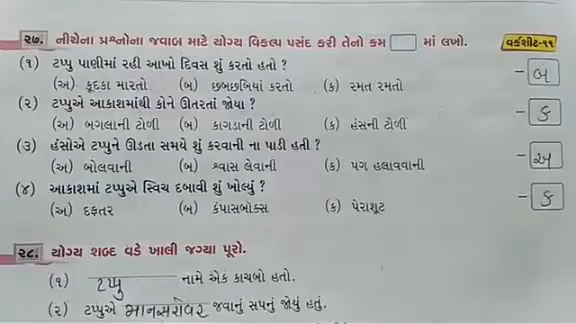 ૨૭. નીચેના પ્રશ્નોના જવાબ માટે યોગ્ય વિકલ્પ પસંદ કરી તેનો ક્રમ માં લખો. વર્કશીટ-૧૧
(૧) ટપ્પુ પાણીમાં રહી આખો દિવસ શું કરતો હતો ?
(અ) કૂદકા મારતો (બ) છબછબિયાં કરતો (ક) રમત રમતો – બ
(૨) ટપ્પુએ આકાશમાંથી કોને ઊતરતાં જોયા ?
(અ) બગલાની ટોળી (બ) કાગડાની ટોળી (ક) હંસની ટોળી – ક
(૩) હંસોએ ટપ્પુને ઊડતા સમયે શું કરવાની ના પાડી હતી ?
(અ) બોલવાની (બ) શ્વાસ લેવાની (ક) પગ હલાવવાની – અ
(૪) આકાશમાં ટપ્પુએ સ્વિચ દબાવી શું ખોલ્યું ?
(અ) દફતર (બ) કંપાસબોક્સ (ક) પેરાશૂટ – ક
૨૮. યોગ્ય શબ્દ વડે ખાલી જગ્યા પૂરો.
(૧) ટપ્પુ નામે એક કાચબો હતો.
(૨) ટપ્પુએ માનસરોવર જવાનું સપનું જોયું હતું.